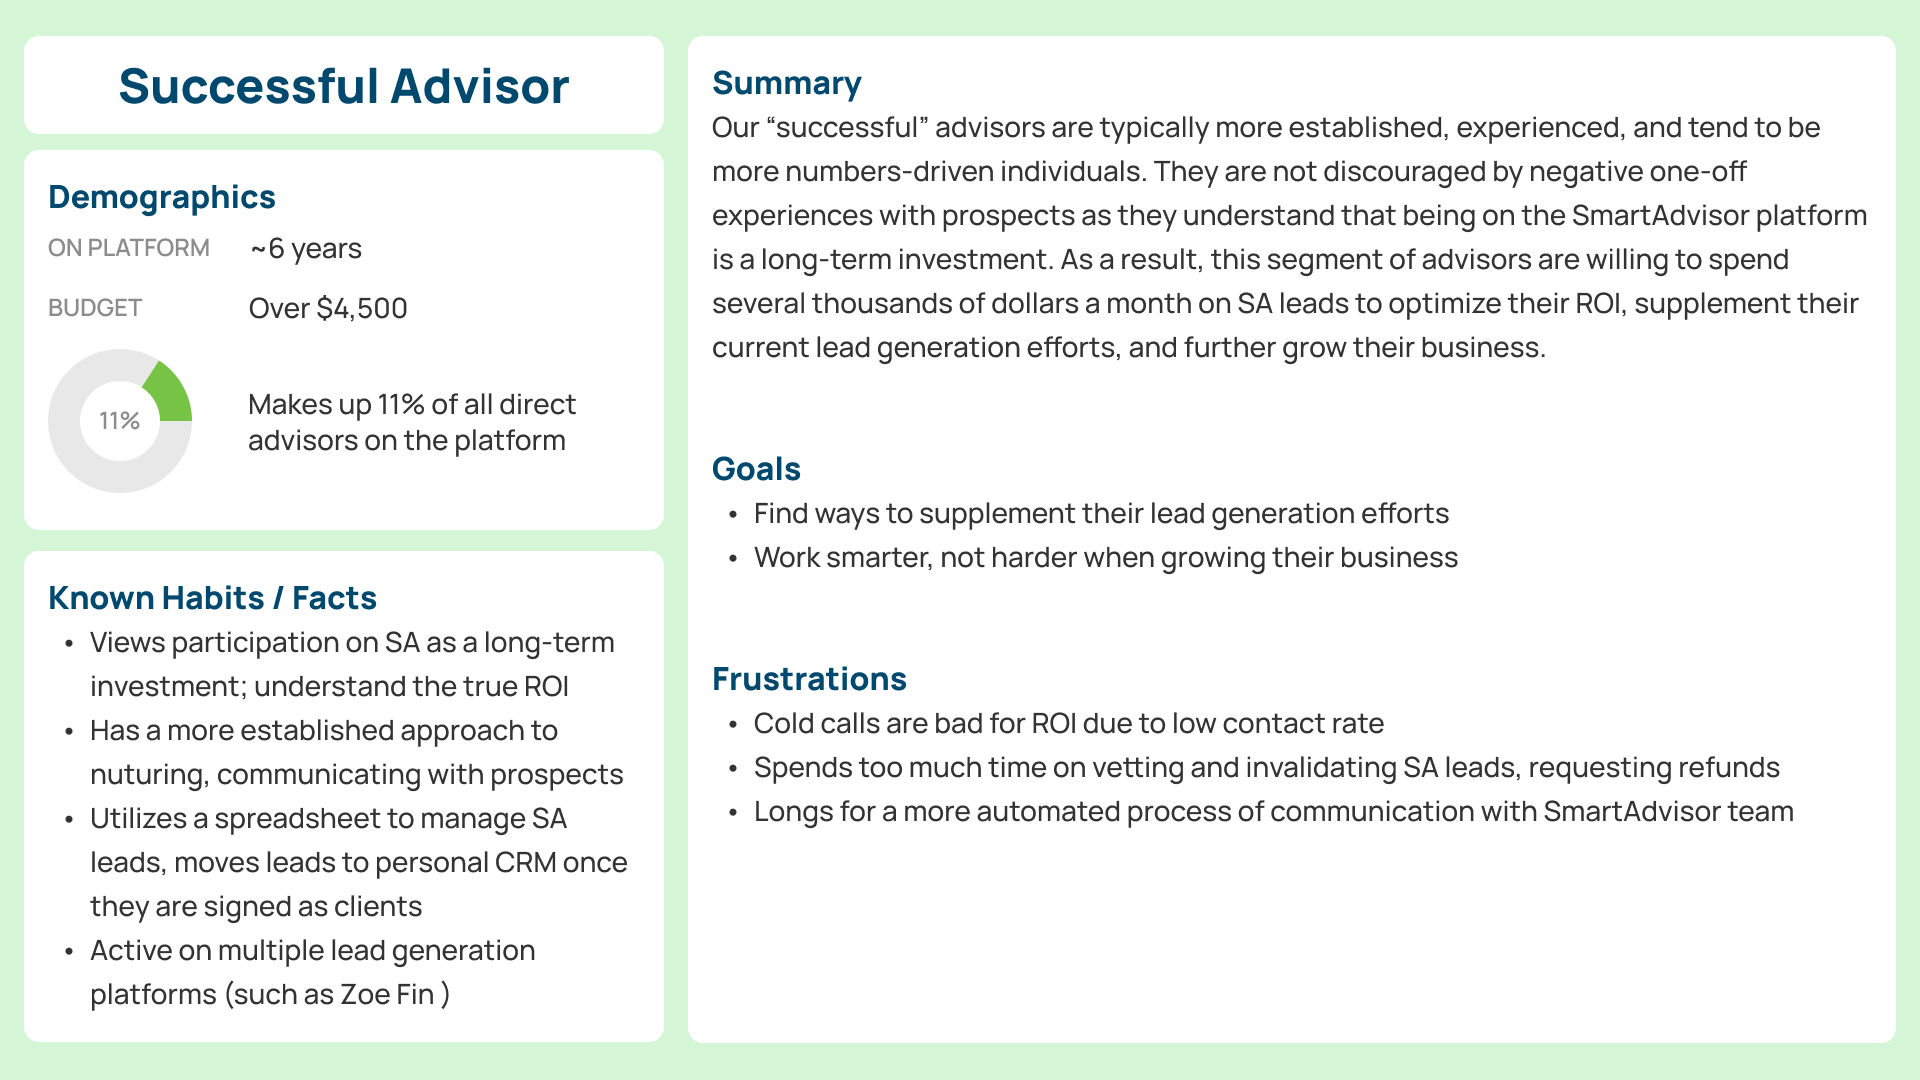 Successful Advisor
Demographics
ON PLATFORM ~6 years
BUDGET Over $4,500
11%
Makes up 11% of all direct
advisors on the platform
Known Habits / Facts
• Views participation on SA as a long-term
investment; understand the true ROI
• Has a more established approach to
nuturing, communicating with prospects
• Utilizes a spreadsheet to manage SA
leads, moves leads to personal CRM once
they are signed as clients
• Active on multiple lead generation
platforms (such as Zoe Fin )
Summary
Our “successful” advisors are typically more established, experienced, and tend to be
more numbers-driven individuals. They are not discouraged by negative one-off
experiences with prospects as they understand that being on the SmartAdvisor platform
is a long-term investment. As a result, this segment of advisors are willing to spend
several thousands of dollars a month on SA leads to optimize their ROI, supplement their
current lead generation efforts, and further grow their business.
Goals
• Find ways to supplement their lead generation efforts
• Work smarter, not harder when growing their business
Frustrations
• Cold calls are bad for ROI due to low contact rate
• Spends too much time on vetting and invalidating SA leads, requesting refunds
• Longs for a more automated process of communication with SmartAdvisor team